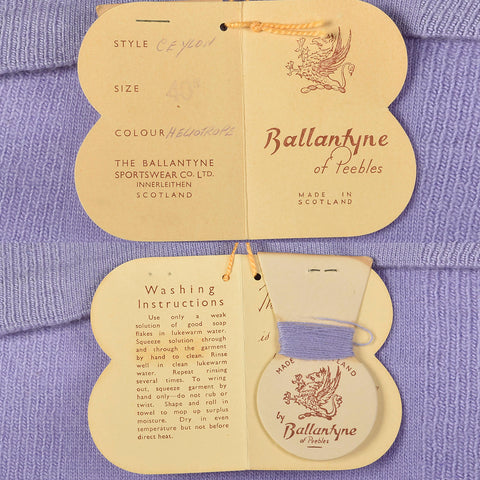 STYLE CEYLON
SIZE 40"
COLOUR HELIOTROPE
THE BALLANTYNE
SPORTSWEAR CO. LTD.
INNERLEITHEN
SCOTLAND
Ballantyne
of Peebles
MADE IN
SCOTLAND
Washing
Instructions
Use only a weak
solution of good soap
flakes in lukewarm water.
Squeeze solution through
and through the garment
by hand to clean. Rinse
well in clean lukewarm
water. Repeat rinsing
several times. To wring
out, squeeze garment by
hand only—do not rub or
twist. Shape and roll in
towel to mop up surplus
moisture. Dry in even
temperature but not before
direct heat.
is
MADE
LAND
by
Ballantyne
of Peebles